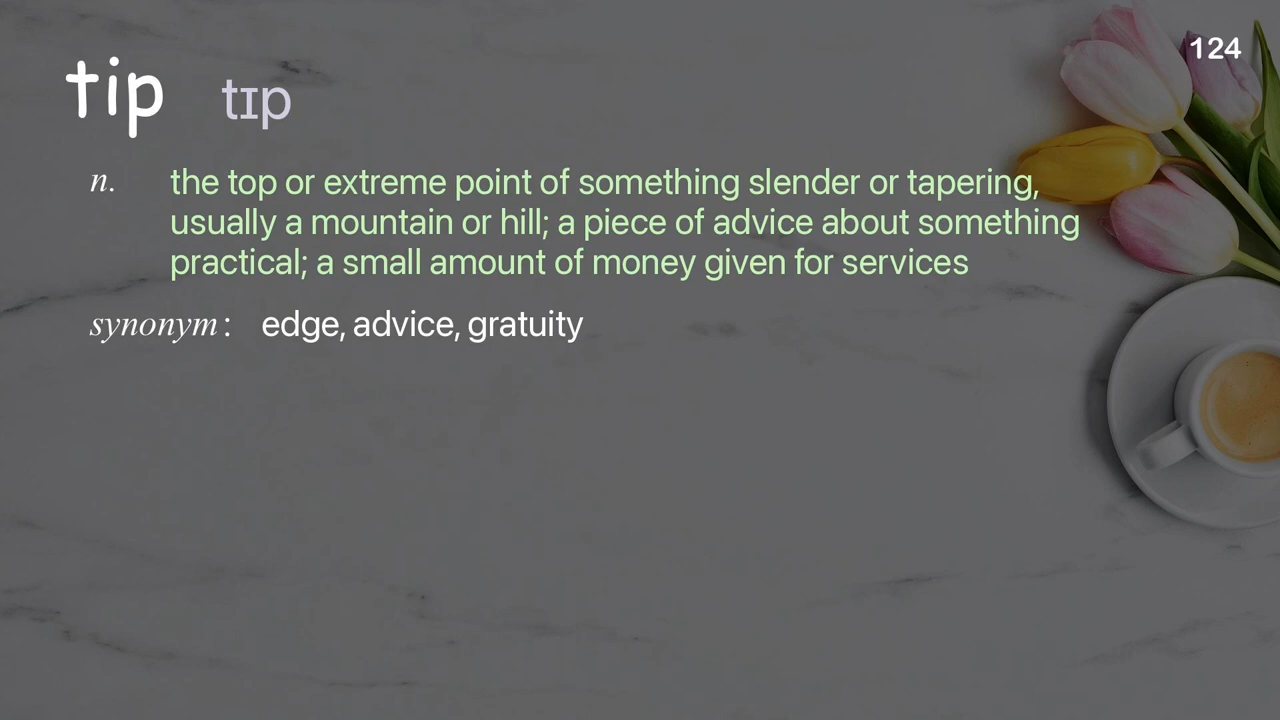 124
tip tɪp
n. the top or extreme point of something slender or tapering,
usually a mountain or hill; a piece of advice about something
practical; a small amount of money given for services
synonym : edge, advice, gratuity